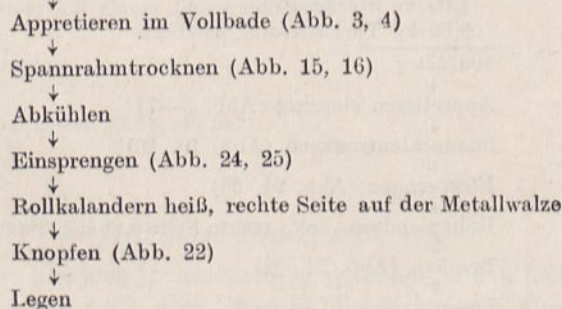 Appretieren im Vollbade (Abb. 3, 4)
↓
Spannrahmtrocknen (Abb. 15, 16)
↓
Abkühlen
↓
Einsprengen (Abb. 24, 25)
↓
Rollkalandern heiß, rechte Seite auf der Metallwalze
↓
Knopfen (Abb. 22)
↓
Legen